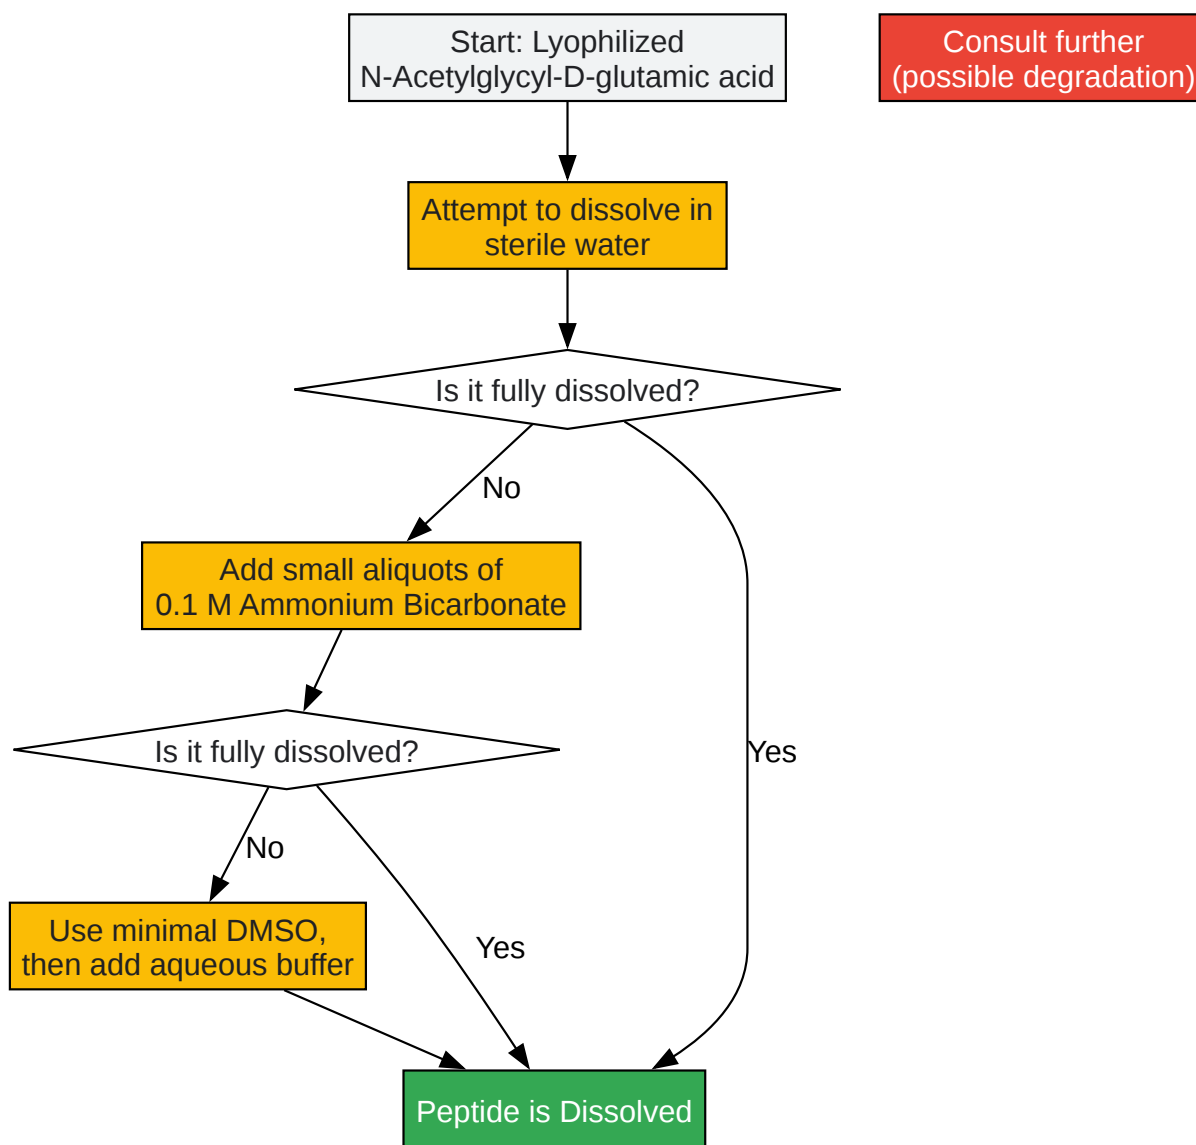 Start: Lyophilized
N-Acetylglycyl-D-glutamic acid
Consult further
(possible degradation)
Attempt to dissolve in
sterile water
Is it fully dissolved?
No
Add small aliquots of
0.1 M Ammonium Bicarbonate
Is it fully dissolved?
Yes
No
Use minimal DMSO,
then add aqueous buffer
Yes
Peptide is Dissolved